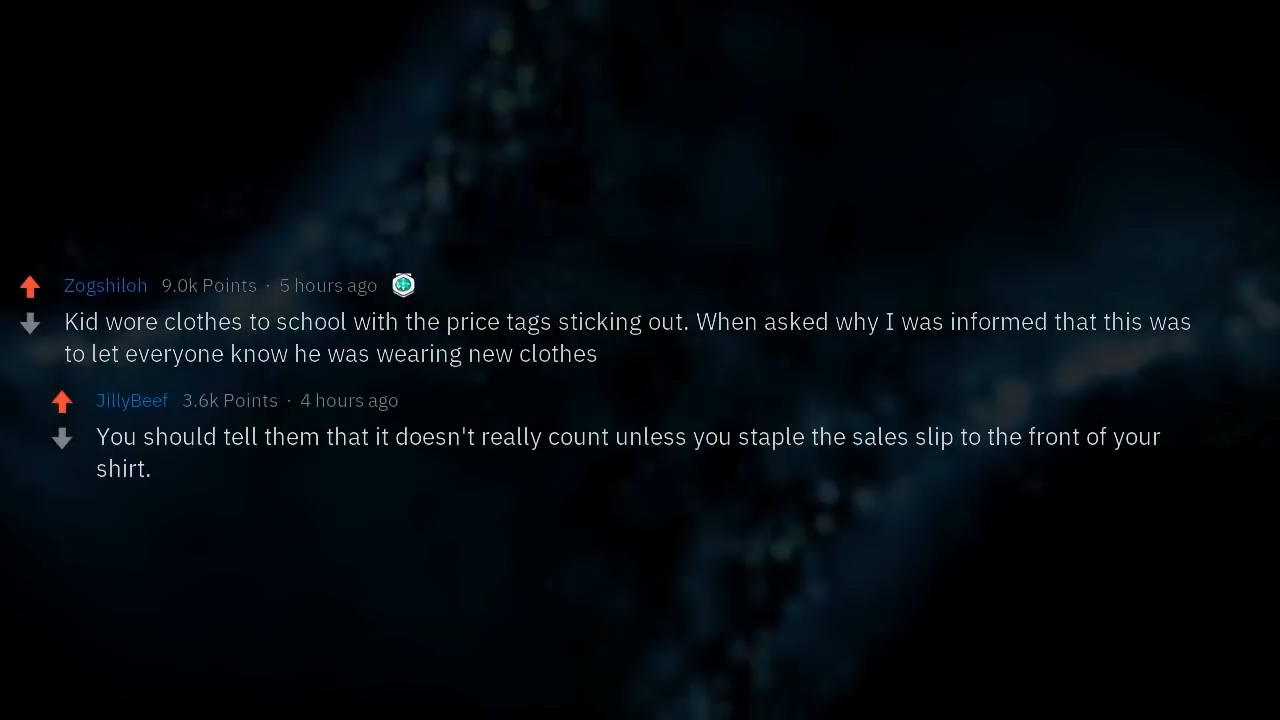 Zogshiloh 9.0k Points · 5 hours ago
Kid wore clothes to school with the price tags sticking out. When asked why I was informed that this was
to let everyone know he was wearing new clothes
JillyBeef 3.6k Points · 4 hours ago
You should tell them that it doesn't really count unless you staple the sales slip to the front of your
shirt.